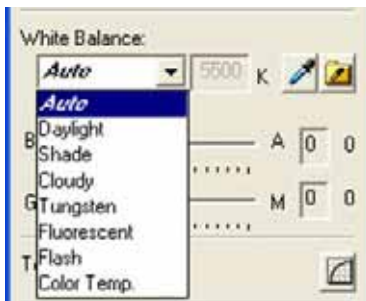 White Balance:
Auto 5500 K
Auto
Daylight
B A 0 0
Shade
Cloudy
G M 0 0
Tungsten
Fluorescent
Flash
Color Temp.